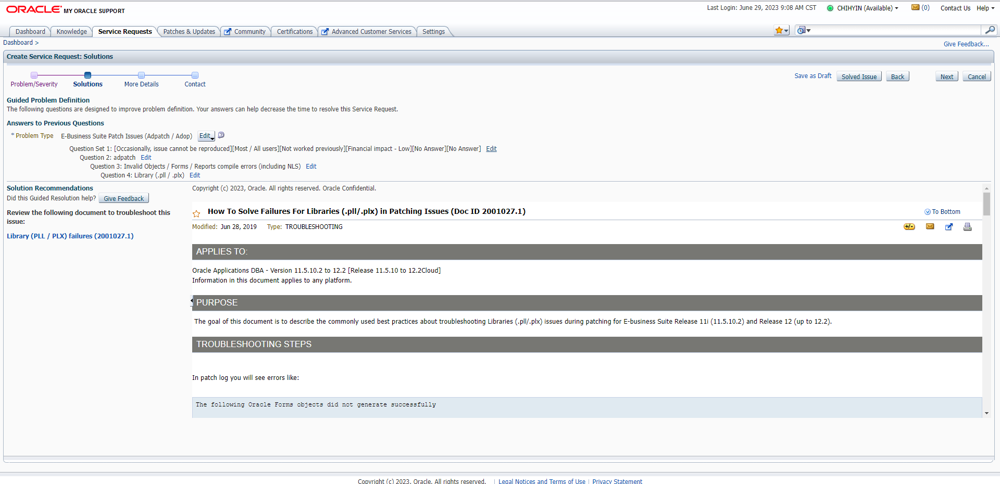 ORACLE MY ORACLE SUPPORT
Last Login: June 29, 2023 9:08 AM CST CHIHYIN (Available) (0) Contact Us Help
Dashboard Knowledge Service Requests Patches & Updates Community Certifications Advanced Customer Services Settings
Dashboard >
Give Feedback...
Create Service Request: Solutions
Problem/Severity Solutions More Details Contact
Save as Draft Solved Issue Back Next Cancel
Guided Problem Definition
The following questions are designed to improve problem definition. Your answers can help decrease the time to resolve this Service Request.
Answers to Previous Questions
* Problem Type E-Business Suite Patch Issues (Adpatch / Adop) Edit
Question Set 1: [Occasionally, issue cannot be reproduced][Most / All users][Not worked previously][Financial impact - Low][No Answer][No Answer] Edit
Question 2: adpatch Edit
Question 3: Invalid Objects / Forms / Reports compile errors (including NLS) Edit
Question 4: Library (.pll / .plx) Edit
Solution Recommendations
Did this Guided Resolution help? Give Feedback
Review the following document to troubleshoot this
issue:
Library (PLL / PLX) failures (2001027.1)
Copyright (c) 2023, Oracle. All rights reserved. Oracle Confidential.
How To Solve Failures For Libraries (.pll/.plx) in Patching Issues (Doc ID 2001027.1)
To Bottom
Modified: Jun 28, 2019 Type: TROUBLESHOOTING
+/-
APPLIES TO:
Oracle Applications DBA - Version 11.5.10.2 to 12.2 [Release 11.5.10 to 12.2Cloud]
Information in this document applies to any platform.
PURPOSE
The goal of this document is to describe the commonly used best practices about troubleshooting Libraries (.pll/.plx) issues during patching for E-business Suite Release 11i (11.5.10.2) and Release 12 (up to 12.2).
TROUBLESHOOTING STEPS
In patch log you will see errors like:
The following Oracle Forms objects did not generate successfully
Copyright (c) 2023, Oracle. All rights reserved. | Legal Notices and Terms of Use | Privacy Statement